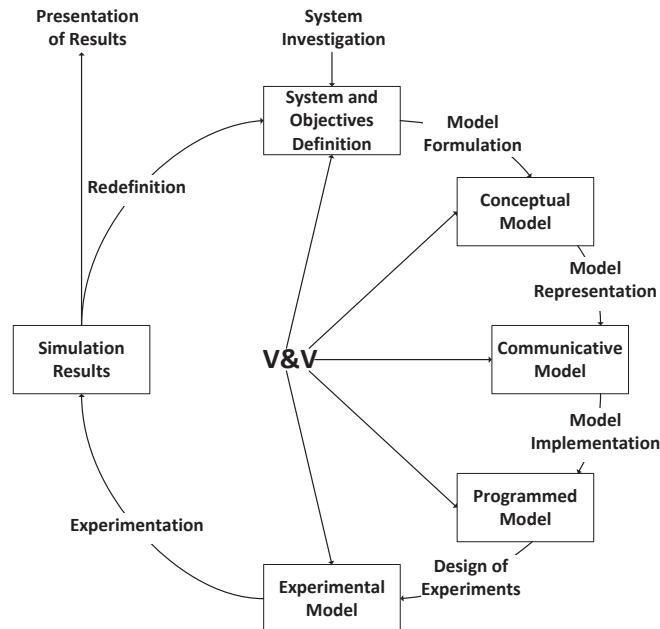 Presentation
of Results
System
Investigation
System and
Objectives
Definition
Model
Formulation
Redefinition
Conceptual
Model
Model
Representation
Simulation
Results
V&V
Communicative
Model
Model
Implementation
Programmed
Model
Experimentation
Design of
Experiments
Experimental
Model